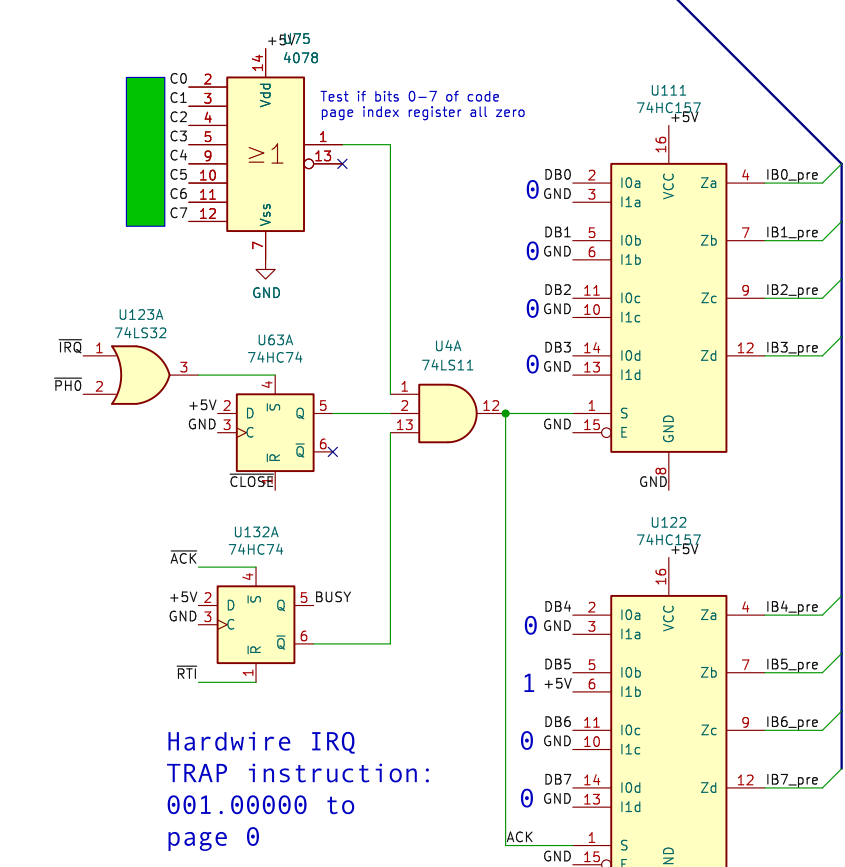 +5V
U75
4078
14
Vdd
C0 2
C1 3
C2 4
C3 5
C4 9
C5 10
C6 11
C7 12
≥1
1
13
Vss
7
GND
Test if bits 0-7 of code
page index register all zero
U111
74HC157
+5V
16
VCC
DB0 2 I0a Za 4 IB0_pre
0 GND 3 I1a
DB1 5 I0b Zb 7 IB1_pre
0 GND 6 I1b
DB2 11 I0c Zc 9 IB2_pre
0 GND 10 I1c
DB3 14 I0d Zd 12 IB3_pre
0 GND 13 I1d
1 S
GND 15 E
GND
8
GND
U123A
74LS32
IRQ 1
PH0 2
3
U63A
74HC74
4
S
+5V 2 D Q 5
GND 3 C
Q 6
R
1
CLOSE
U4A
74LS11
1
2
13
12
U132A
74HC74
ACK
4
S
+5V 2 D Q 5 BUSY
GND 3 C
Q 6
R
1
RTI
U122
74HC157
+5V
16
VCC
DB4 2 I0a Za 4 IB4_pre
0 GND 3 I1a
DB5 5 I0b Zb 7 IB5_pre
1 +5V 6 I1b
DB6 11 I0c Zc 9 IB6_pre
0 GND 10 I1c
DB7 14 I0d Zd 12 IB7_pre
0 GND 13 I1d
ACK 1 S
GND 15 E
Hardwire IRQ
TRAP instruction:
001.00000 to
page 0